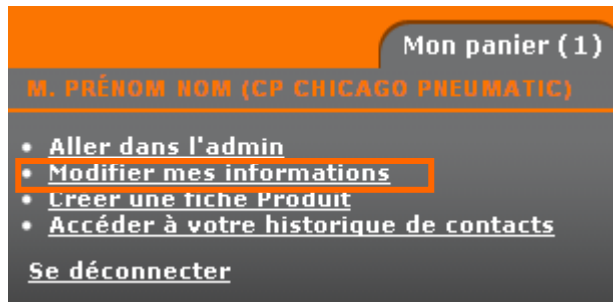 Mon panier (1)
M. PRÉNOM NOM (CP CHICAGO PNEUMATIC)
• Aller dans l'admin
• Modifier mes informations
• Créer une fiche Produit
• Accéder à votre historique de contacts
Se déconnecter